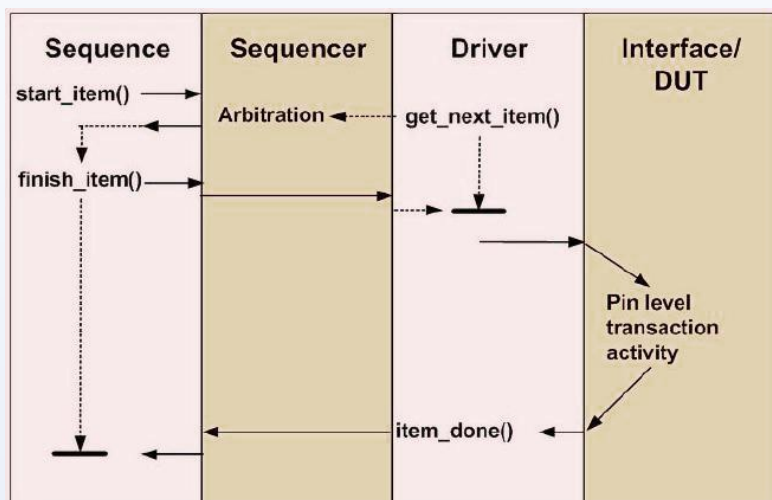 Sequence
Sequencer
Driver
Interface/
DUT
start_item()
Arbitration
get_next_item()
finish_item()
Pin level
transaction
activity
item_done()